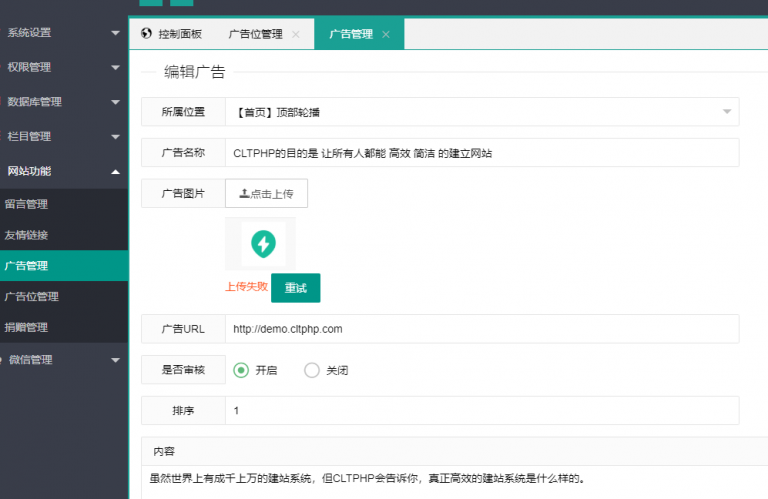 系统设置
权限管理
数据库管理
栏目管理
网站功能
留言管理
友情链接
广告管理
广告位管理
捐赠管理
微信管理
控制面板 广告位管理 广告管理
编辑广告
所属位置 【首页】顶部轮播
广告名称 CLTPHP的目的是 让所有人都能 高效 简洁 的建立网站
广告图片 点击上传
上传失败 重试
广告URL http://demo.cltphp.com
是否审核 开启 关闭
排序 1
内容
虽然世界上有成千上万的建站系统，但CLTPHP会告诉你，真正高效的建站系统是什么样的。